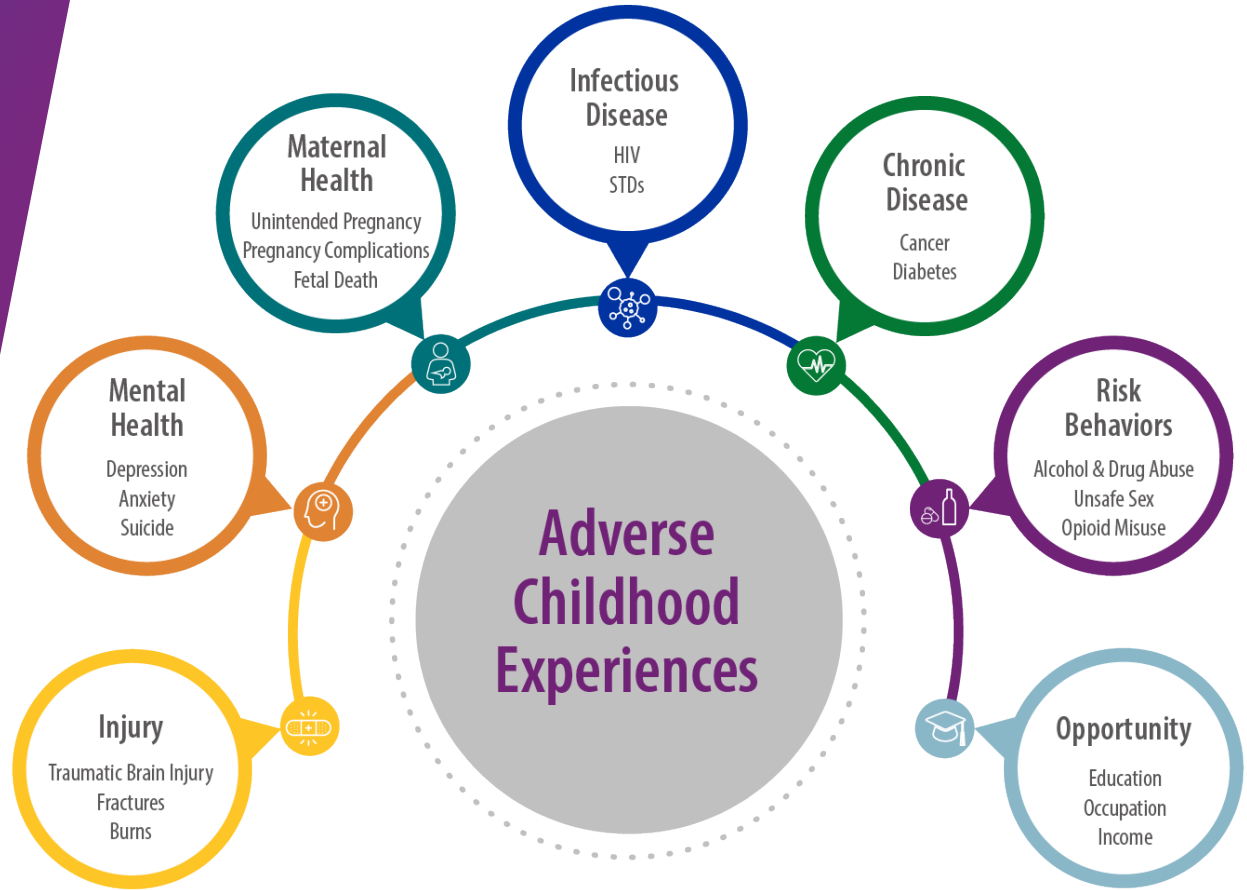 Infectious
Disease
HIV
STDs
Maternal
Health
Unintended Pregnancy
Pregnancy Complications
Fetal Death
Chronic
Disease
Cancer
Diabetes
Mental
Health
Depression
Anxiety
Suicide
Risk
Behaviors
Alcohol & Drug Abuse
Unsafe Sex
Opioid Misuse
Adverse
Childhood
Experiences
Injury
Traumatic Brain Injury
Fractures
Burns
Opportunity
Education
Occupation
Income